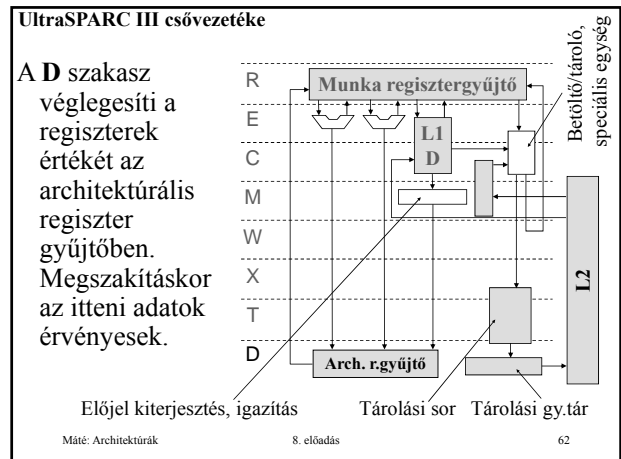 UltraSPARC III csővezetéke
A D szakasz
véglegesíti a
regiszterek
értékét az
architektúrális
regiszter
gyűjtőben.
Megszakításkor
az itteni adatok
érvényesek.
R
E
C
M
W
X
T
D
Munka regisztergyűjtő
L1
D
Betöltő/tároló,
speciális egység
L2
Arch. r.gyűjtő
Előjel kiterjesztés, igazítás
Tárolási sor
Tárolási gy.tár
Máté: Architektúrák
8. előadás
62